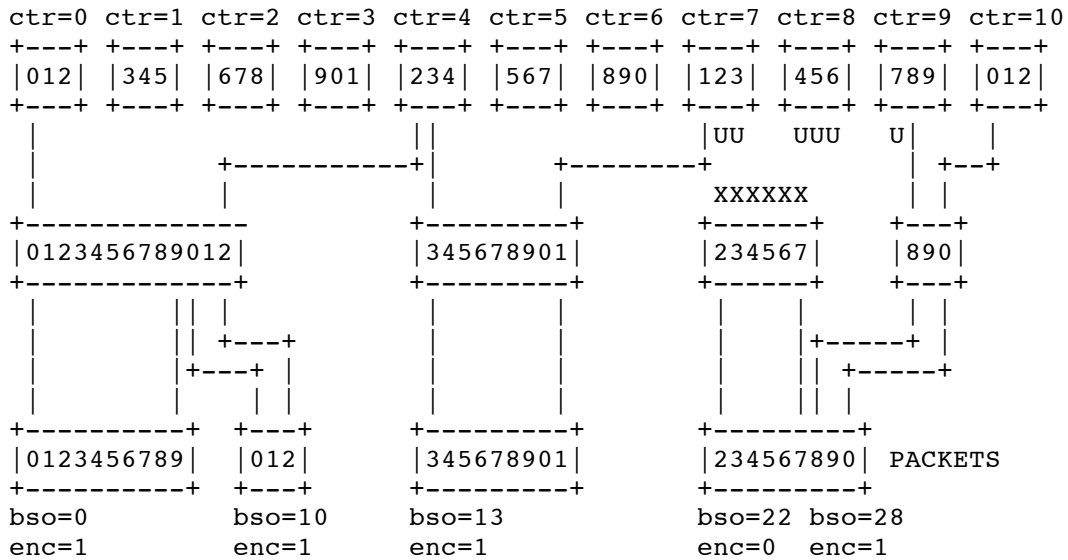 ctr=0 ctr=1 ctr=2 ctr=3 ctr=4 ctr=5 ctr=6 ctr=7 ctr=8 ctr=9 ctr=10
+---+ +---+ +---+ +---+ +---+ +---+ +---+ +---+ +---+ +---+ +---+
|012| |345| |678| |901| |234| |567| |890| |123| |456| |789| |012|
+---+ +---+ +---+ +---+ +---+ +---+ +---+ +---+ +---+ +---+ +---+
 |                       ||                |UU   UUU   U|    |
 |           +-----------+|       +--------+            | +--+
 |           |            |       |         XXXXXX      | |
+--------------          +---------+       +------+    +---+
|0123456789012|          |345678901|       |234567|    |890|
+-------------+          +---------+       +------+    +---+
 |        || |            |       |         |    |      | |
 |        || +---+        |       |         |    |+-----+ |
 |        |+---+ |        |       |         |    || +-----+
 |        |    | |        |       |         |    || |
+----------+  +---+      +---------+       +---------+
|0123456789|  |012|      |345678901|       |234567890| PACKETS
+----------+  +---+      +---------+       +---------+
bso=0         bso=10     bso=13            bso=22 bso=28
enc=1         enc=1      enc=1             enc=0  enc=1